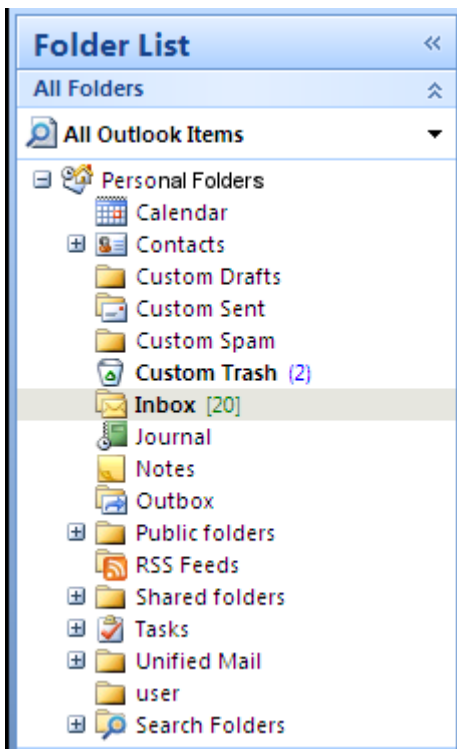 Folder List
All Folders
All Outlook Items
Personal Folders
Calendar
Contacts
Custom Drafts
Custom Sent
Custom Spam
Custom Trash (2)
Inbox [20]
Journal
Notes
Outbox
Public folders
RSS Feeds
Shared folders
Tasks
Unified Mail
user
Search Folders